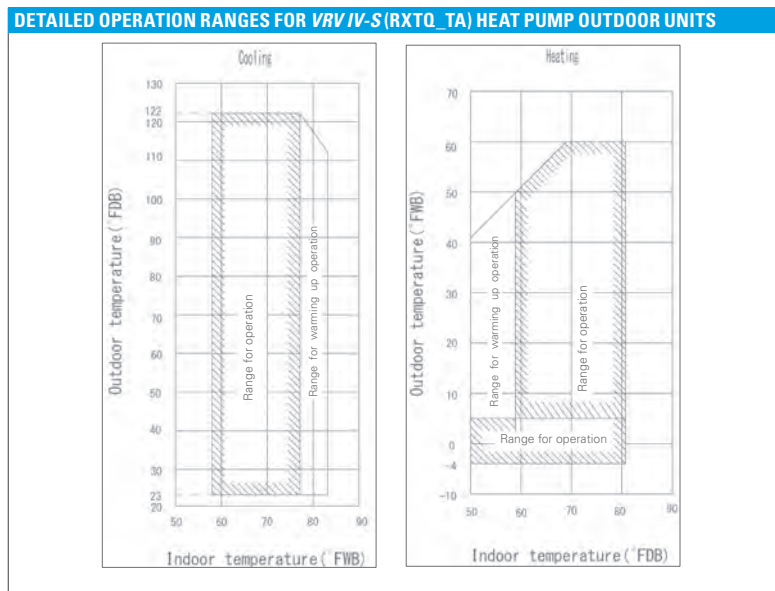 DETAILED OPERATION RANGES FOR VRV IV-S (RXTQ_TA) HEAT PUMP OUTDOOR UNITS
Cooling
130
122
120
110
100
90
80
70
60
50
40
30
23
20
50 60 70 80 90
Outdoor temperature(°FDB)
Range for operation
Range for warming up operation
Indoor temperature(°FWB)
Heating
70
60
50
40
30
20
10
0
-4
-10
50 60 70 80 90
Outdoor temperature(°FWB)
Range for warming up operation
Range for operation
Range for operation
Indoor temperature(°FDB)